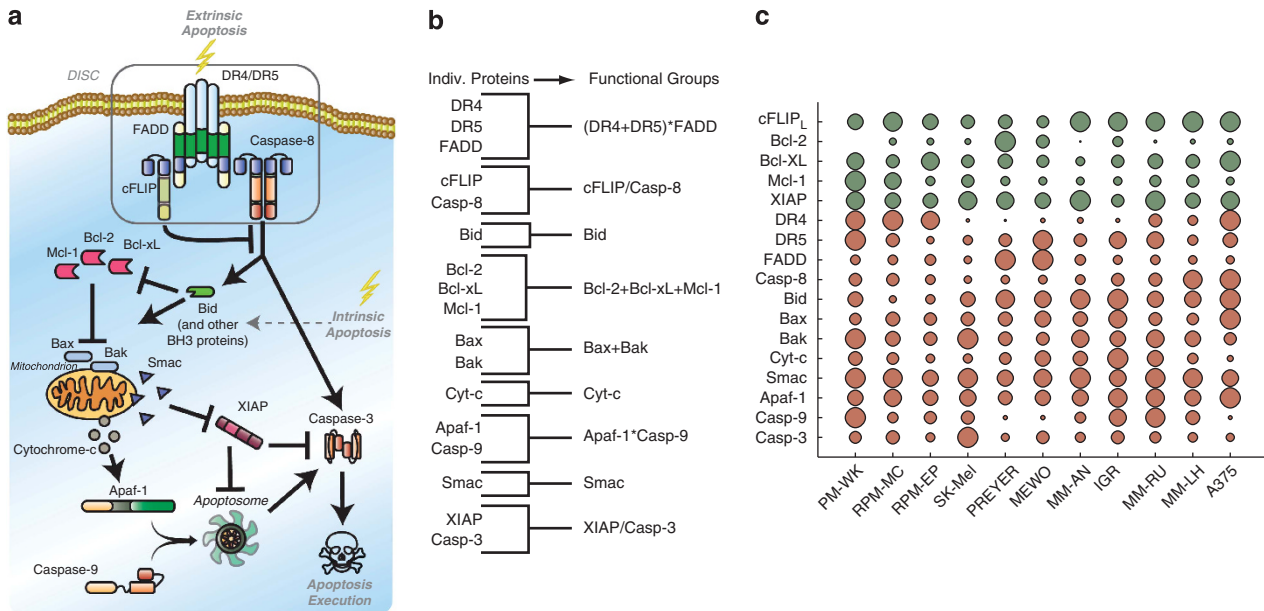 a
Extrinsic
Apoptosis
DISC
DR4/DR5
FADD
Caspase-8
cFLIP
Bcl-2
Mcl-1
Bcl-xL
Bid
(and other
BH3 proteins)
Intrinsic
Apoptosis
Bax
Bak
Mitochondrion
Smac
XIAP
Caspase-3
Cytochrome-c
Apaf-1
Apoptosome
Caspase-9
Apoptosis
Execution
b
Indiv. Proteins Functional Groups
DR4
DR5
FADD
(DR4+DR5)*FADD
cFLIP
Casp-8
cFLIP/Casp-8
Bid Bid
Bcl-2
Bcl-xL
Mcl-1
Bcl-2+Bcl-xL+Mcl-1
Bax
Bak
Bax+Bak
Cyt-c Cyt-c
Apaf-1
Casp-9
Apaf-1*Casp-9
Smac Smac
XIAP
Casp-3
XIAP/Casp-3
c
cFLIPL
Bcl-2
Bcl-XL
Mcl-1
XIAP
DR4
DR5
FADD
Casp-8
Bid
Bax
Bak
Cyt-c
Smac
Apaf-1
Casp-9
Casp-3
PM-WK
RPM-MC
RPM-EP
SK-Mel
PREYER
MEWO
MM-AN
IGR
MM-RU
MM-LH
A375